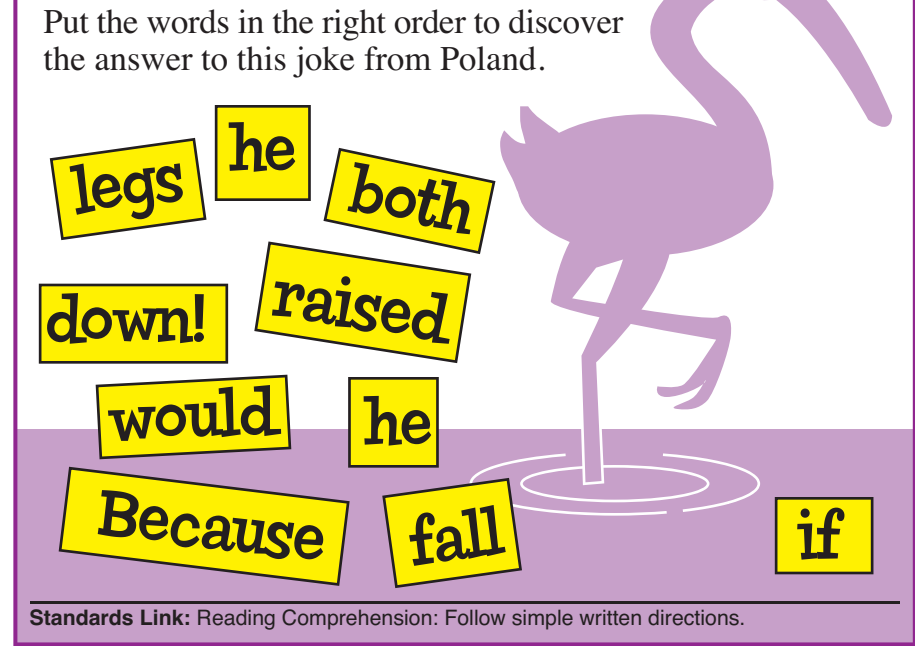 Put the words in the right order to discover
the answer to this joke from Poland.
he
legs
both
raised
down!
would
he
Because
fall
if
Standards Link: Reading Comprehension: Follow simple written directions.